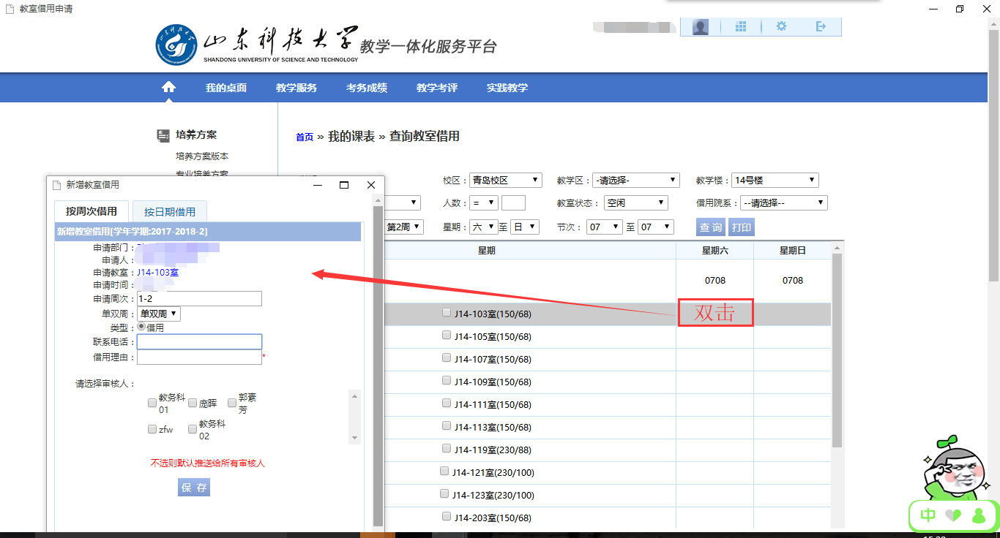 教室借用申请
山东科技大学 教学一体化服务平台
SHANDONG UNIVERSITY OF SCIENCE AND TECHNOLOGY
我的桌面 教学服务 考务成绩 教学考评 实践教学
培养方案
培养方案版本
专业培养方案
首页 » 我的课表 » 查询教室借用
校区： 青岛校区 教学区： -请选择- 教学楼： 14号楼
人数： = 教室状态： 空闲 借用院系： --请选择--
第2周 星期： 六 至 日 节次： 07 至 07 查 询 打印
星期 星期六 星期日
0708 0708
J14-103室(150/68) 双击
J14-105室(150/68)
J14-107室(150/68)
J14-109室(150/68)
J14-111室(150/68)
J14-113室(150/68)
J14-119室(230/88)
J14-121室(230/100)
J14-123室(230/100)
J14-203室(150/68)
新增教室借用
按周次借用 按日期借用
新增教室借用[学年学期:2017-2018-2]
申请部门：
申请人：
申请教室： J14-103室
申请时间：
申请周次： 1-2
单双周： 单双周
类型： 借用
联系电话：
借用理由： *
请选择审核人：
教务科01 庞晖 郭素芳
zfw 教务科02
不选则默认推送给所有审核人
保 存
中